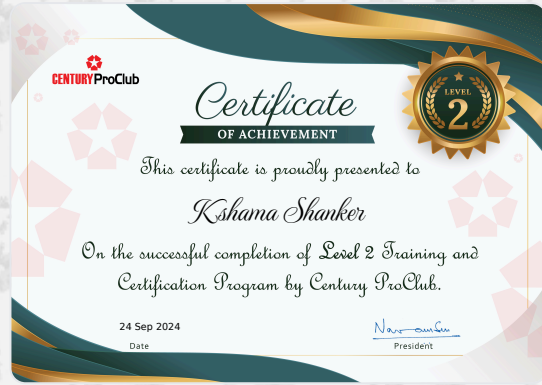 CENTURY ProClub
Certificate
OF ACHIEVEMENT
LEVEL
2
This certificate is proudly presented to
Kshama Shanker
On the successful completion of Level 2 Training and
Certification Program by Century ProClub.
24 Sep 2024
Date
President